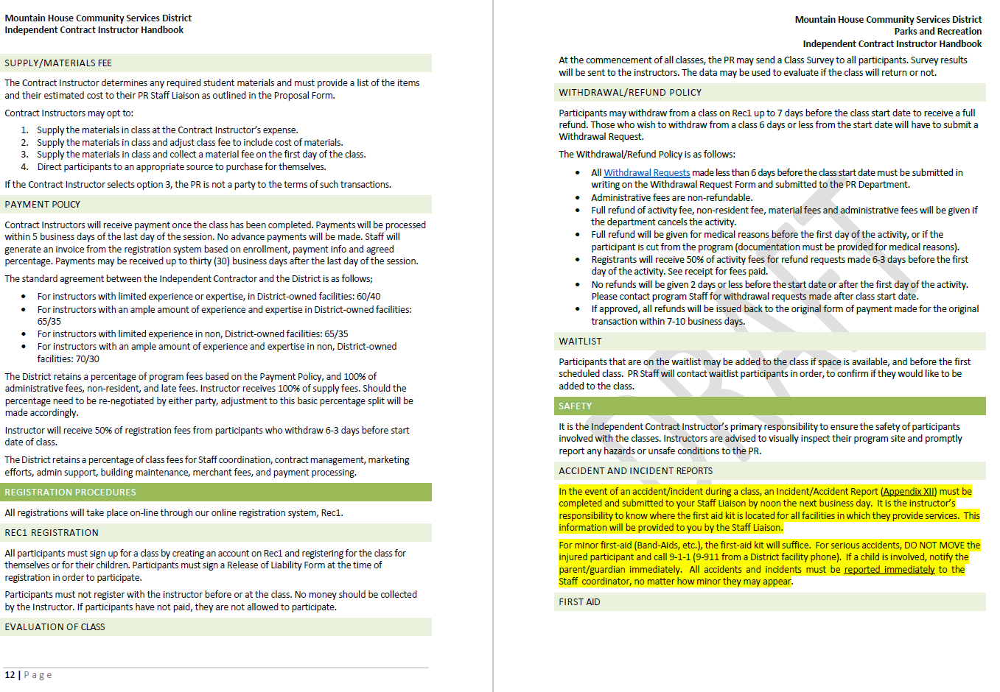 Mountain House Community Services District
Independent Contract Instructor Handbook
SUPPLY/MATERIALS FEE
The Contract Instructor determines any required student materials and must provide a list of the items
and their estimated cost to their PR Staff Liaison as outlined in the Proposal Form.
Contract Instructors may opt to:
1. Supply the materials in class at the Contract Instructor's expense.
2. Supply the materials in class and adjust class fee to include cost of materials.
3. Supply the materials in class and collect a material fee on the first day of the class.
4. Direct participants to an appropriate source to purchase for themselves.
If the Contract Instructor selects option 3, the PR is not a party to the terms of such transactions.
PAYMENT POLICY
Contract Instructors will receive payment once the class has been completed. Payments will be processed
within 5 business days of the last day of the session. No advance payments will be made. Staff will
generate an invoice from the registration system based on enrollment, payment info and agreed
percentage. Payments may be received up to thirty (30) business days after the last day of the session.
The standard agreement between the Independent Contractor and the District is as follows;
• For instructors with limited experience or expertise, in District-owned facilities: 60/40
• For instructors with an ample amount of experience and expertise in District-owned facilities:
65/35
• For instructors with limited experience in non, District-owned facilities: 65/35
• For instructors with an ample amount of experience and expertise in non, District-owned
facilities: 70/30
The District retains a percentage of program fees based on the Payment Policy, and 100% of
administrative fees, non-resident, and late fees. Instructor receives 100% of supply fees. Should the
percentage need to be re-negotiated by either party, adjustment to this basic percentage split will be
made accordingly.
Instructor will receive 50% of registration fees from participants who withdraw 6-3 days before start
date of class.
The District retains a percentage of class fees for Staff coordination, contract management, marketing
efforts, admin support, building maintenance, merchant fees, and payment processing.
REGISTRATION PROCEDURES
All registrations will take place on-line through our online registration system, Rec1.
REC1 REGISTRATION
All participants must sign up for a class by creating an account on Rec1 and registering for the class for
themselves or for their children. Participants must sign a Release of Liability Form at the time of
registration in order to participate.
Participants must not register with the instructor before or at the class. No money should be collected
by the Instructor. If participants have not paid, they are not allowed to participate.
EVALUATION OF CLASS
12 | Page
Mountain House Community Services District
Parks and Recreation
Independent Contract Instructor Handbook
At the commencement of all classes, the PR may send a Class Survey to all participants. Survey results
will be sent to the instructors. The data may be used to evaluate if the class will return or not.
WITHDRAWAL/REFUND POLICY
Participants may withdraw from a class on Rec1 up to 7 days before the class start date to receive a full
refund. Those who wish to withdraw from a class 6 days or less from the start date will have to submit a
Withdrawal Request.
The Withdrawal/Refund Policy is as follows:
• All Withdrawal Requests made less than 6 days before the class start date must be submitted in
writing on the Withdrawal Request Form and submitted to the PR Department.
• Administrative fees are non-refundable.
• Full refund of activity fee, non-resident fee, material fees and administrative fees will be given if
the department cancels the activity.
• Full refund will be given for medical reasons before the first day of the activity, or if the
participant is cut from the program (documentation must be provided for medical reasons).
• Registrants will receive 50% of activity fees for refund requests made 6-3 days before the first
day of the activity. See receipt for fees paid.
• No refunds will be given 2 days or less before the start date or after the first day of the activity.
Please contact program Staff for withdrawal requests made after class start date.
• If approved, all refunds will be issued back to the original form of payment made for the original
transaction within 7-10 business days.
WAITLIST
Participants that are on the waitlist may be added to the class if space is available, and before the first
scheduled class. PR Staff will contact waitlist participants in order, to confirm if they would like to be
added to the class.
SAFETY
It is the Independent Contract Instructor's primary responsibility to ensure the safety of participants
involved with the classes. Instructors are advised to visually inspect their program site and promptly
report any hazards or unsafe conditions to the PR.
ACCIDENT AND INCIDENT REPORTS
In the event of an accident/incident during a class, an Incident/Accident Report (Appendix XII) must be
completed and submitted to your Staff Liaison by noon the next business day. It is the instructor's
responsibility to know where the first aid kit is located for all facilities in which they provide services. This
information will be provided to you by the Staff Liaison.
For minor first-aid (Band-Aids, etc.), the first-aid kit will suffice. For serious accidents, DO NOT MOVE the
injured participant and call 9-1-1 (9-911 from a District facility phone). If a child is involved, notify the
parent/guardian immediately. All accidents and incidents must be reported immediately to the
Staff coordinator, no matter how minor they may appear.
FIRST AID
DRAFT